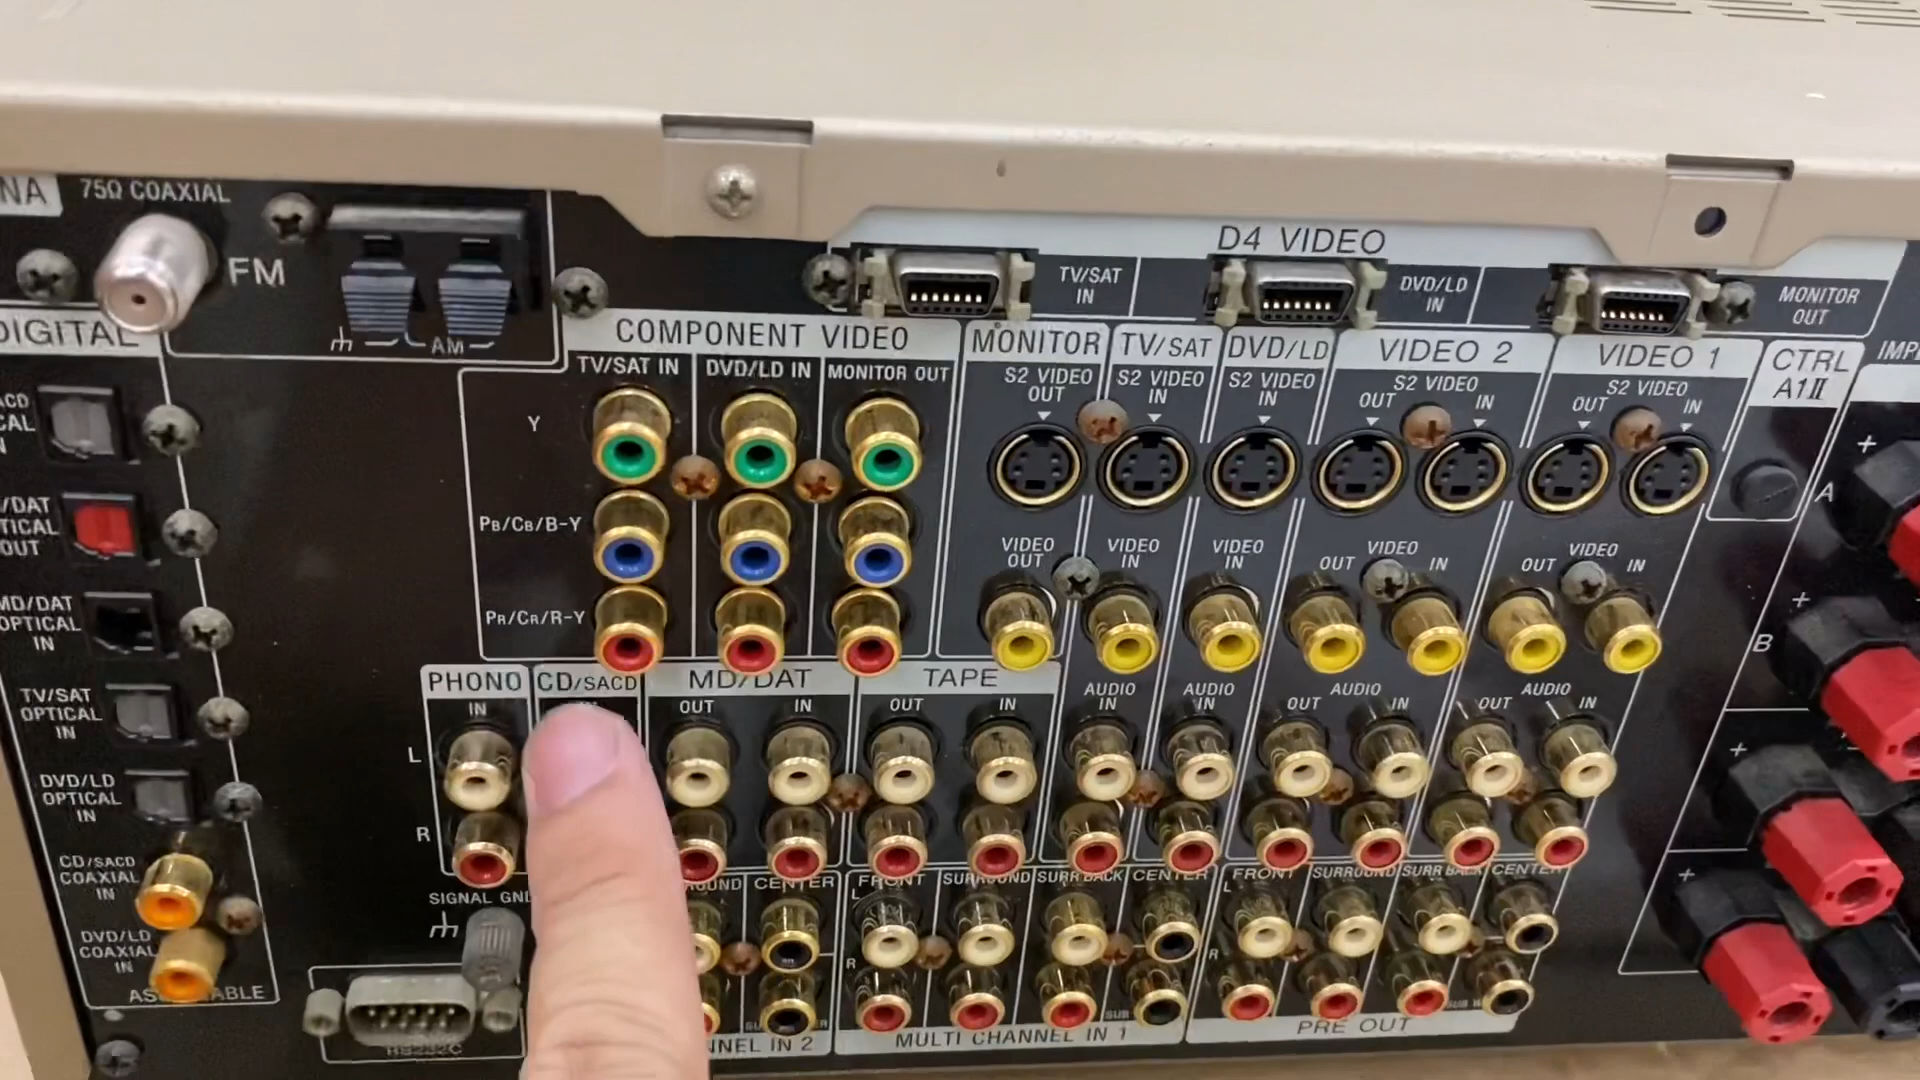 NA
75Ω COAXIAL
FM
AM
D4 VIDEO
TV/SAT
IN
DVD/LD
IN
MONITOR
OUT
DIGITAL
COMPONENT VIDEO
TV/SAT IN
DVD/LD IN
MONITOR OUT
Y
PB/CB/B-Y
PR/CR/R-Y
MONITOR
S2 VIDEO
OUT
TV/SAT
S2 VIDEO
IN
DVD/LD
S2 VIDEO
IN
VIDEO 2
S2 VIDEO
OUT
IN
VIDEO 1
S2 VIDEO
OUT
IN
CTRL
A1II
+
A
VIDEO
OUT
VIDEO
IN
VIDEO
IN
OUT
VIDEO
IN
OUT
VIDEO
IN
+
B
/DAT
OUT
MD/DAT
OPTICAL
IN
TV/SAT
OPTICAL
IN
DVD/LD
OPTICAL
IN
CD/SACD
COAXIAL
IN
DVD/LD
COAXIAL
IN
PHONO
IN
CD/SACD
MD/DAT
OUT
IN
TAPE
OUT
IN
AUDIO
IN
AUDIO
IN
OUT
AUDIO
IN
OUT
AUDIO
IN
L
R
+
+
SIGNAL GND
RS232C
CENTER
NNEL IN 2
FRONT
SURROUND
SURR BACK
CENTER
L
R
MULTI CHANNEL IN 1
FRONT
SURROUND
SURR BACK
CENTER
L
R
PRE OUT